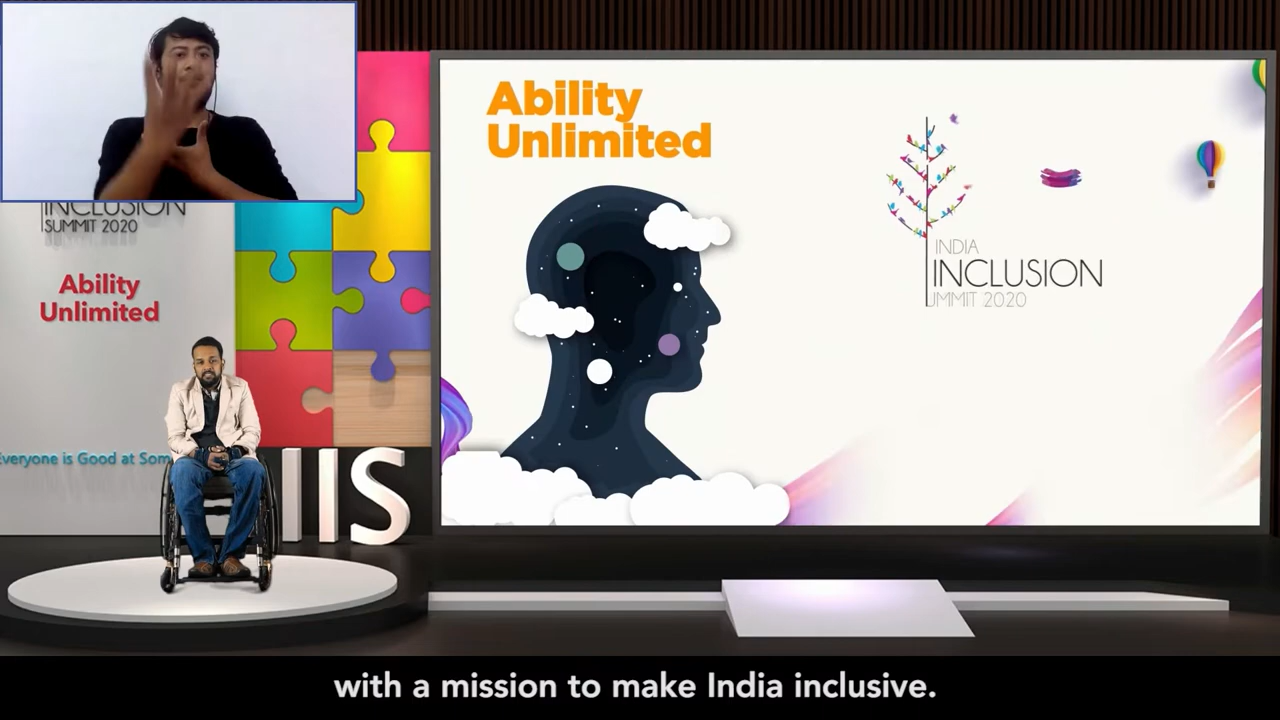 INCLUSION
SUMMIT 2020
Ability
Unlimited
Everyone is Good at Som
IIS
Ability
Unlimited
INDIA
INCLUSION
UMMIT 2020
with a mission to make India inclusive.